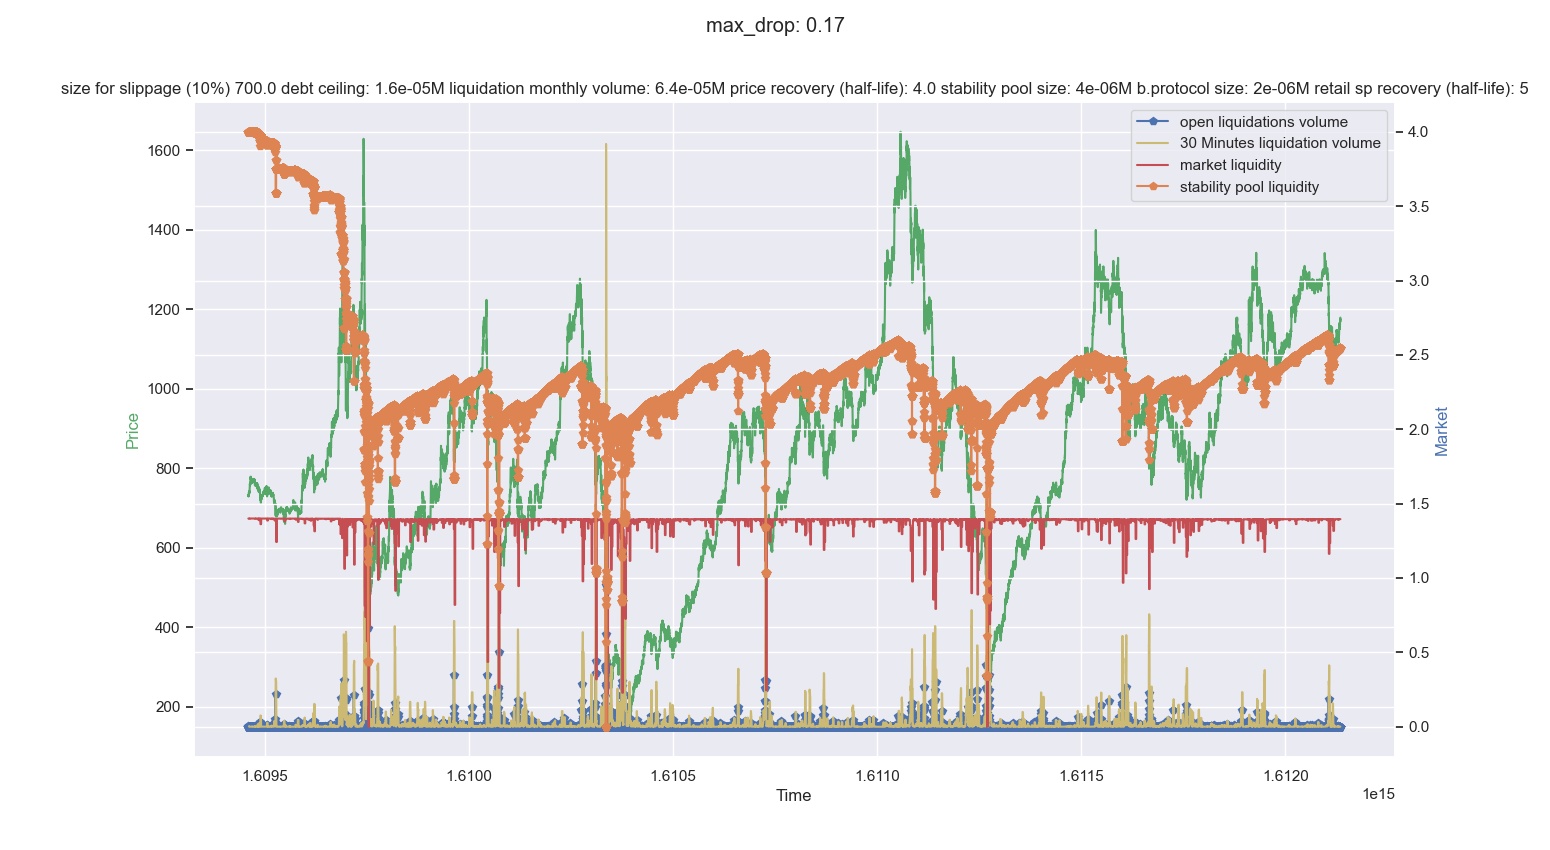 max_drop: 0.17
size for slippage (10%) 700.0 debt ceiling: 1.6e-05M liquidation monthly volume: 6.4e-05M price recovery (half-life): 4.0 stability pool size: 4e-06M b.protocol size: 2e-06M retail sp recovery (half-life): 5
open liquidations volume
30 Minutes liquidation volume
market liquidity
stability pool liquidity
1600
1400
1200
1000
800
600
400
200
Price
4.0
3.5
3.0
2.5
2.0
1.5
1.0
0.5
0.0
Market
1.6095
1.6100
1.6105
1.6110
1.6115
1.6120
Time
1e15